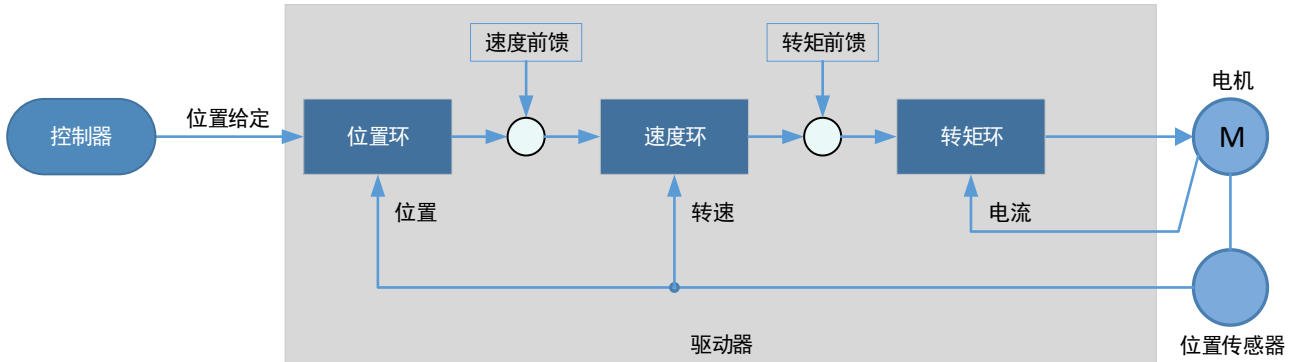 速度前馈
转矩前馈
电机
控制器
位置给定
位置环
速度环
转矩环
M
位置
转速
电流
驱动器
位置传感器